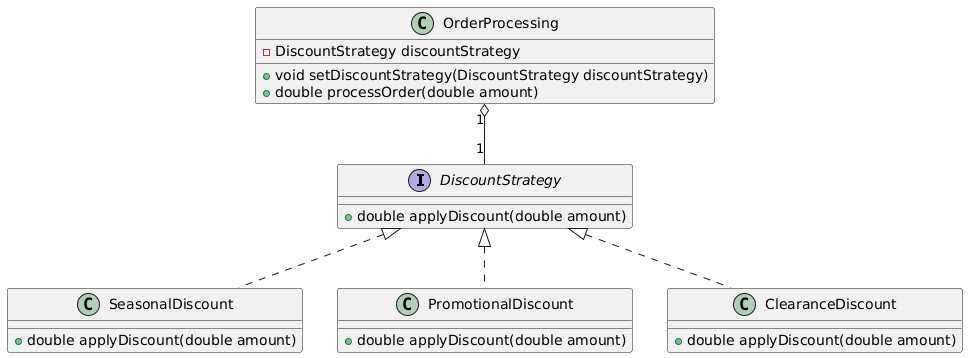 C OrderProcessing
DiscountStrategy discountStrategy
void setDiscountStrategy(DiscountStrategy discountStrategy)
double processOrder(double amount)
1
1
I DiscountStrategy
double applyDiscount(double amount)
C SeasonalDiscount
double applyDiscount(double amount)
C PromotionalDiscount
double applyDiscount(double amount)
C ClearanceDiscount
double applyDiscount(double amount)